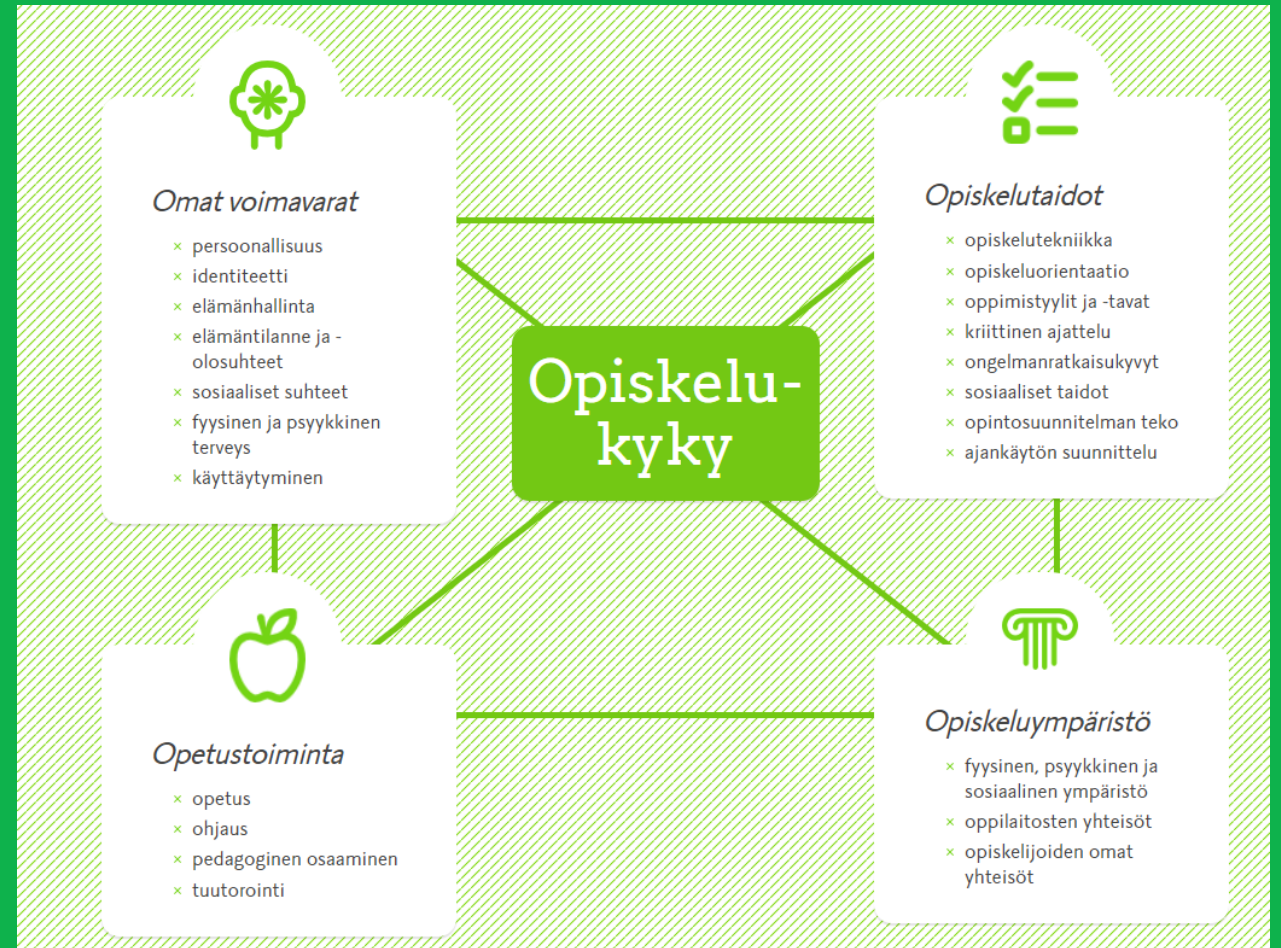 Omat voimavarat
× persoonallisuus
× identiteetti
× elämänhallinta
× elämäntilanne ja -
olosuhteet
× sosiaaliset suhteet
× fyysinen ja psyykkinen
terveys
× käyttäytyminen
Opiskelutaidot
× opiskelutekniikka
× opiskeluorientaatio
× oppimistyylit ja -tavat
× kriittinen ajattelu
× ongelmanratkaisukyvyt
× sosiaaliset taidot
× opintosuunnitelman teko
× ajankäytön suunnittelu
Opiskelu-
kyky
Opetustoiminta
× opetus
× ohjaus
× pedagoginen osaaminen
× tuutorointi
Opiskeluympäristö
× fyysinen, psyykkinen ja
sosiaalinen ympäristö
× oppilaitosten yhteisöt
× opiskelijoiden omat
yhteisöt